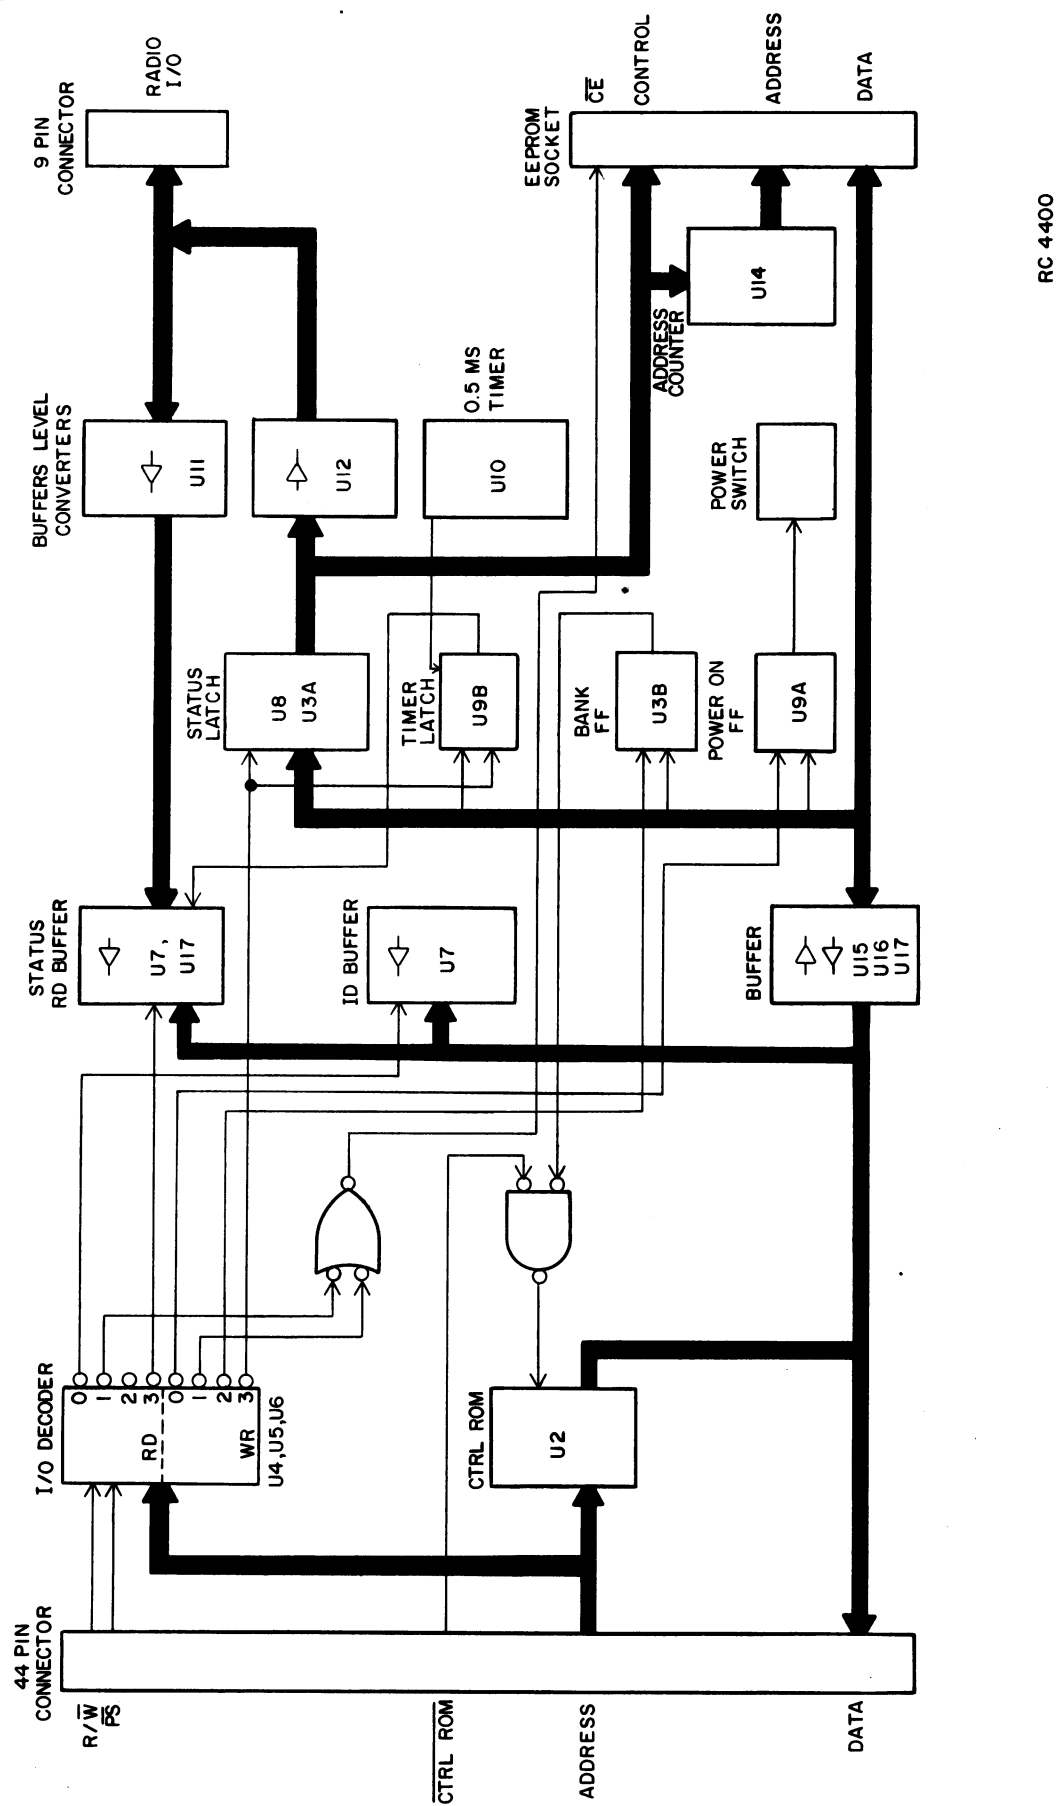 44 PIN
CONNECTOR
R/W
PS
CTRL ROM
ADDRESS
DATA
I/O DECODER
0
1
2
3
0
1
2
3
RD
WR
U4,U5,U6
CTRL ROM
U2
STATUS
RD BUFFER
U7,
U17
ID BUFFER
U7
BUFFER
U15
U16
U17
STATUS
LATCH
U8
U3A
TIMER
LATCH
U9B
BANK
FF
U3B
POWER ON
FF
U9A
BUFFERS LEVEL
CONVERTERS
U11
U12
0.5 MS
TIMER
U10
POWER
SWITCH
ADDRESS
COUNTER
U14
9 PIN
CONNECTOR
RADIO
I/O
EEPROM
SOCKET
CE
CONTROL
ADDRESS
DATA
RC 4400